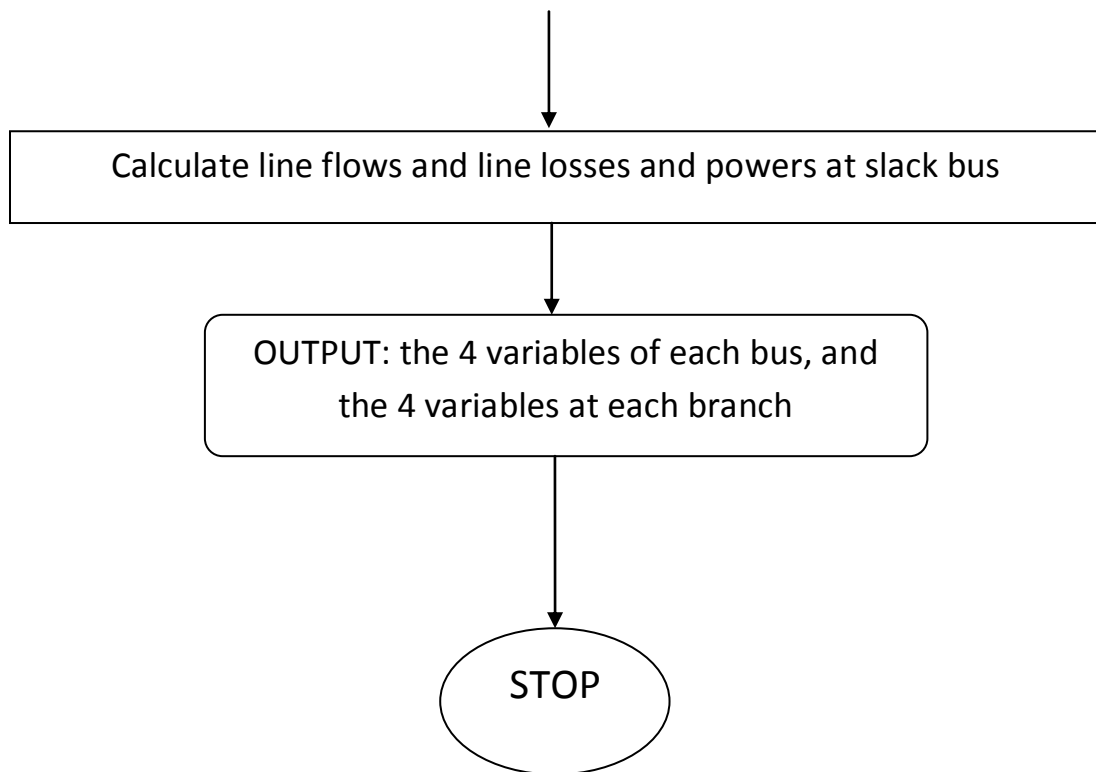 Calculate line flows and line losses and powers at slack bus
OUTPUT: the 4 variables of each bus, and
the 4 variables at each branch
STOP